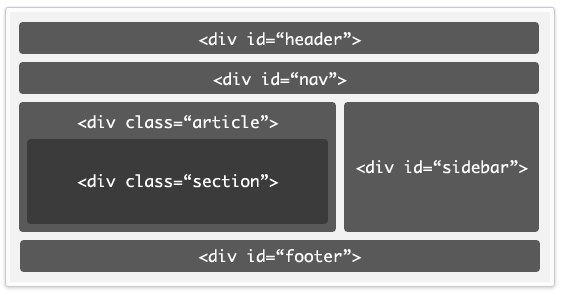 <div id=“header”>
<div id=“nav”>
<div class=“article”>
<div class=“section”>
<div id=“sidebar”>
<div id=“footer”>